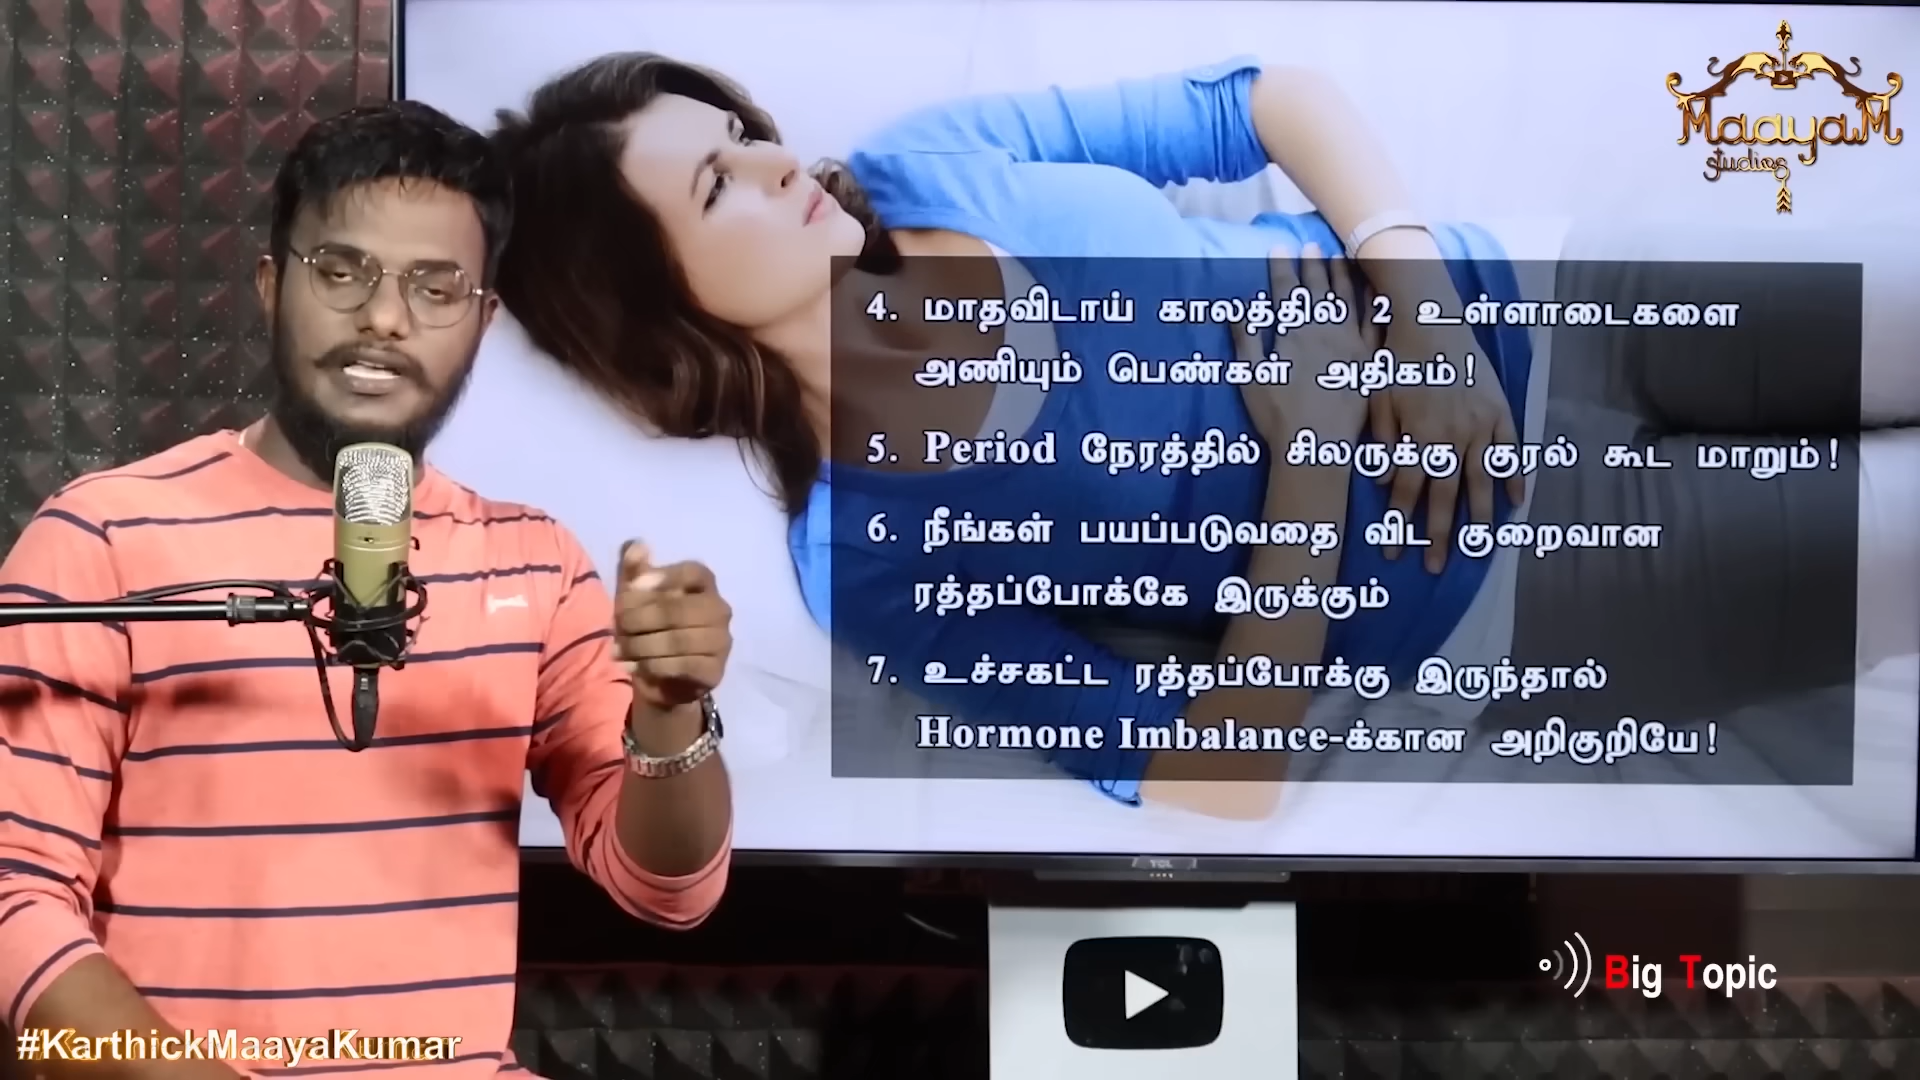 MaayaM
studios
4. மாதவிடாய் காலத்தில் 2 உள்ளாடைகளை
அணியும் பெண்கள் அதிகம்!
5. Period நேரத்தில் சிலருக்கு குரல் கூட மாறும்!
6. நீங்கள் பயப்படுவதை விட குறைவான
ரத்தப்போக்கே இருக்கும்
7. உச்சகட்ட ரத்தப்போக்கு இருந்தால்
Hormone Imbalance-க்கான அறிகுறியே!
TCL
Big Topic
#KarthickMaayaKumar